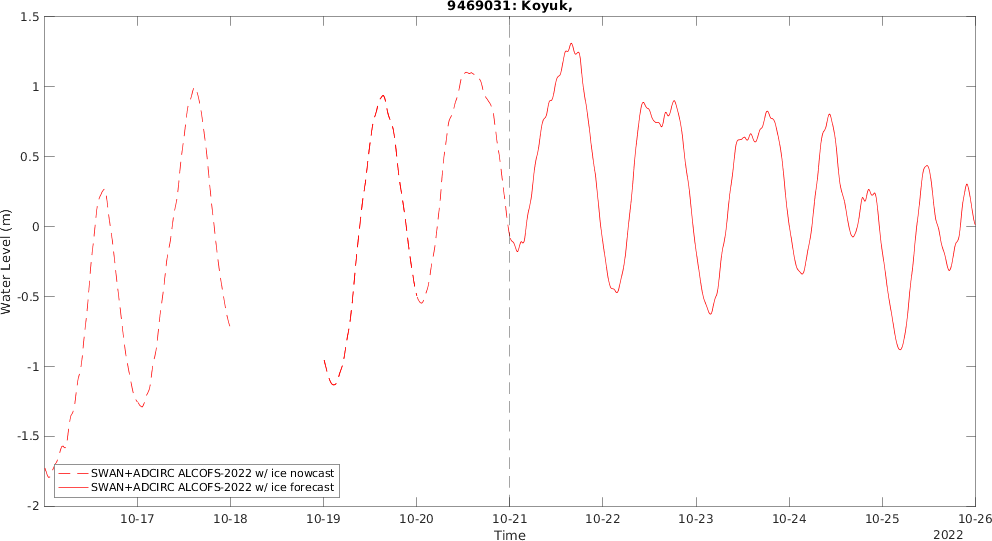 9469031: Koyuk,
1.5
1
0.5
0
-0.5
-1
-1.5
-2
Water Level (m)
SWAN+ADCIRC ALCOFS-2022 w/ ice nowcast
SWAN+ADCIRC ALCOFS-2022 w/ ice forecast
10-17 10-18 10-19 10-20 10-21 10-22 10-23 10-24 10-25 10-26
Time
2022